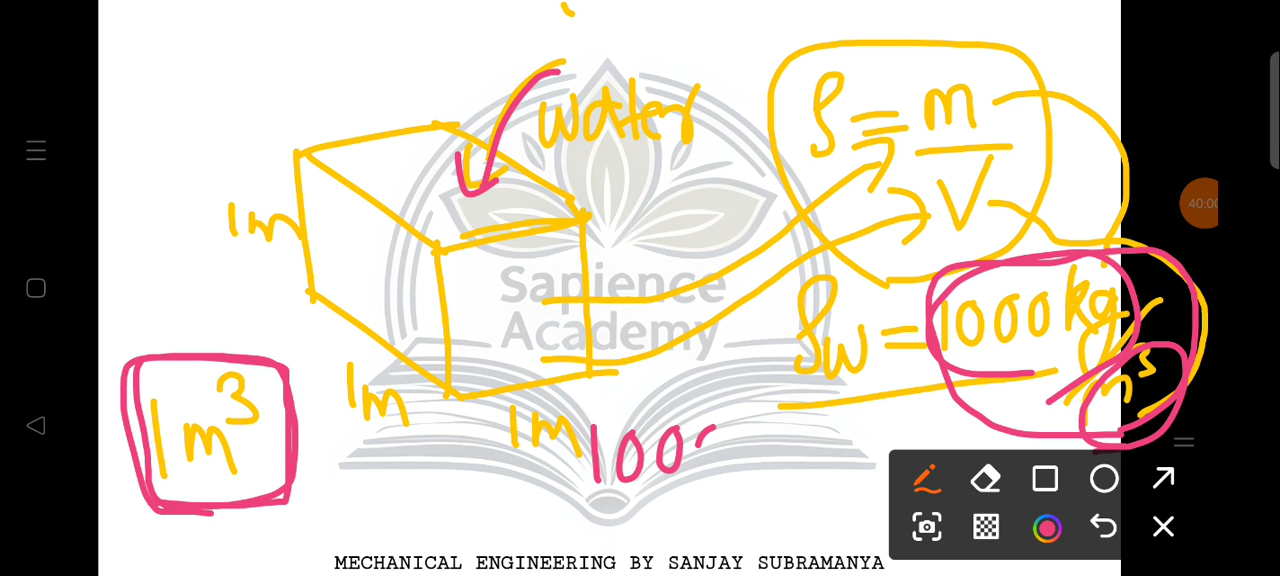 water
ρ = m / V
1m
Sapience
Academy
ρw = 1000 kg / m³
1m³
1m
1m
100
40:00
MECHANICAL ENGINEERING BY SANJAY SUBRAMANYA